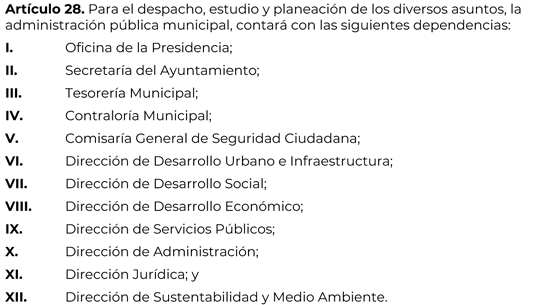 Artículo 28. Para el despacho, estudio y planeación de los diversos asuntos, la
administración pública municipal, contará con las siguientes dependencias:
I. Oficina de la Presidencia;
II. Secretaría del Ayuntamiento;
III. Tesorería Municipal;
IV. Contraloría Municipal;
V. Comisaría General de Seguridad Ciudadana;
VI. Dirección de Desarrollo Urbano e Infraestructura;
VII. Dirección de Desarrollo Social;
VIII. Dirección de Desarrollo Económico;
IX. Dirección de Servicios Públicos;
X. Dirección de Administración;
XI. Dirección Jurídica; y
XII. Dirección de Sustentabilidad y Medio Ambiente.